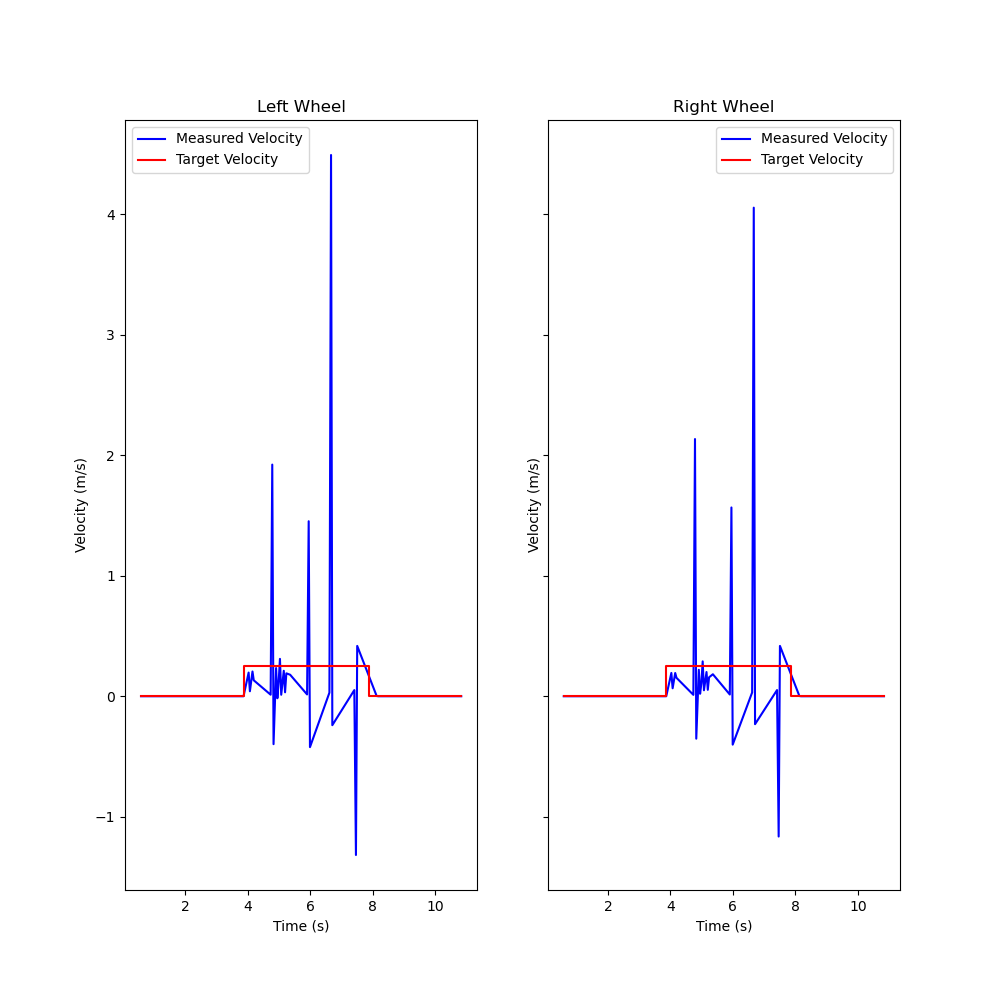 Left Wheel
Measured Velocity
Target Velocity
4
3
2
1
0
−1
Velocity (m/s)
2 4 6 8 10
Time (s)
Right Wheel
Measured Velocity
Target Velocity
Velocity (m/s)
2 4 6 8 10
Time (s)